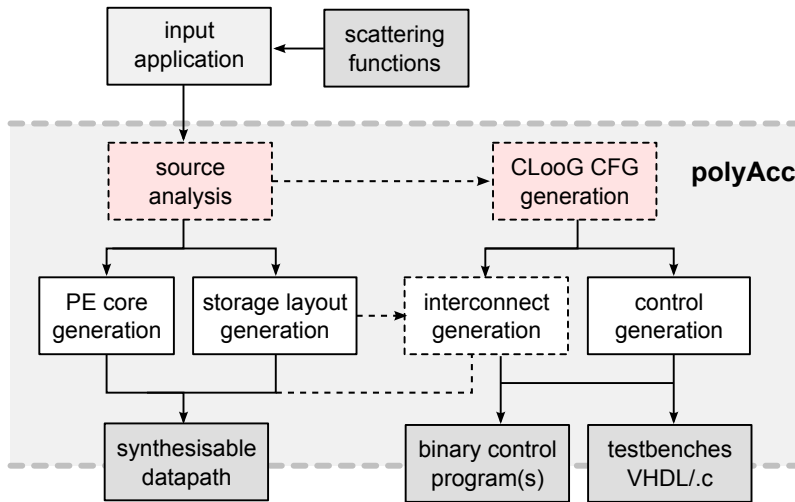 input
application
scattering
functions
source
analysis
CLooG CFG
generation
polyAcc
PE core
generation
storage layout
generation
interconnect
generation
control
generation
synthesisable
datapath
binary control
program(s)
testbenches
VHDL/.c